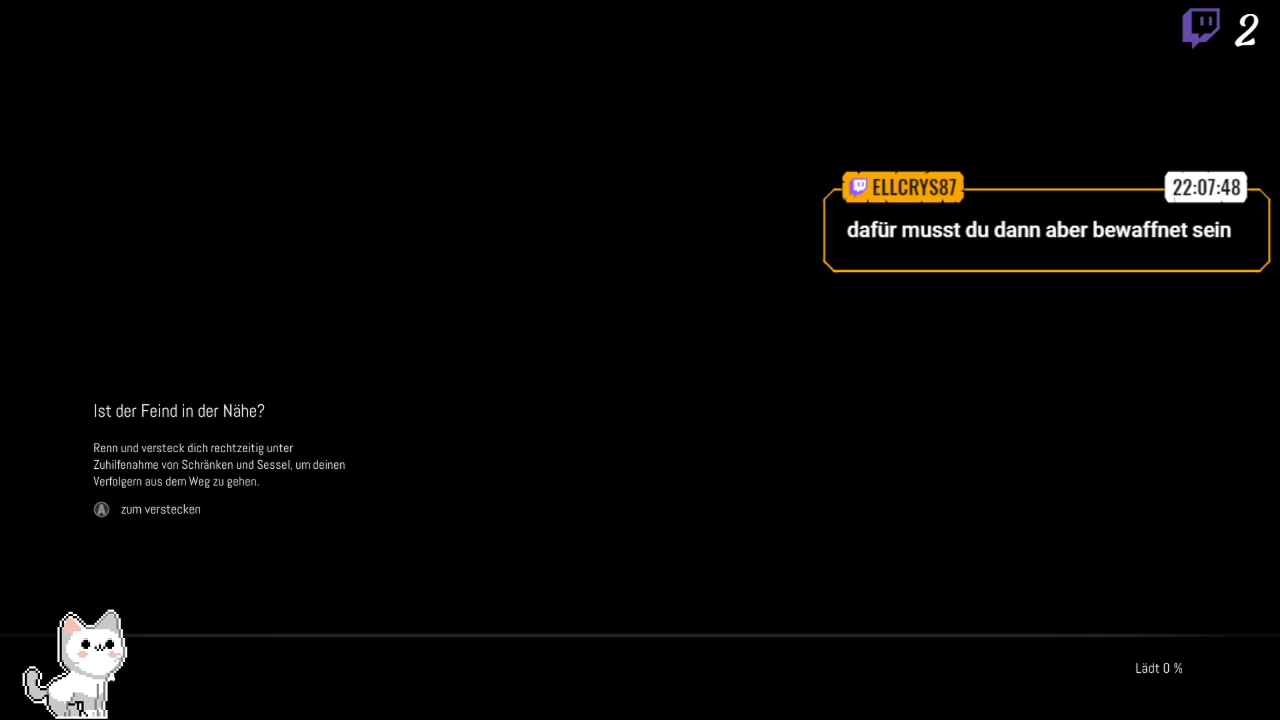 2
ELLCRYS87
22:07:48
dafür musst du dann aber bewaffnet sein
Ist der Feind in der Nähe?
Renn und versteck dich rechtzeitig unter
Zuhilfenahme von Schränken und Sessel, um deinen
Verfolgern aus dem Weg zu gehen.
A zum verstecken
Lädt 0 %